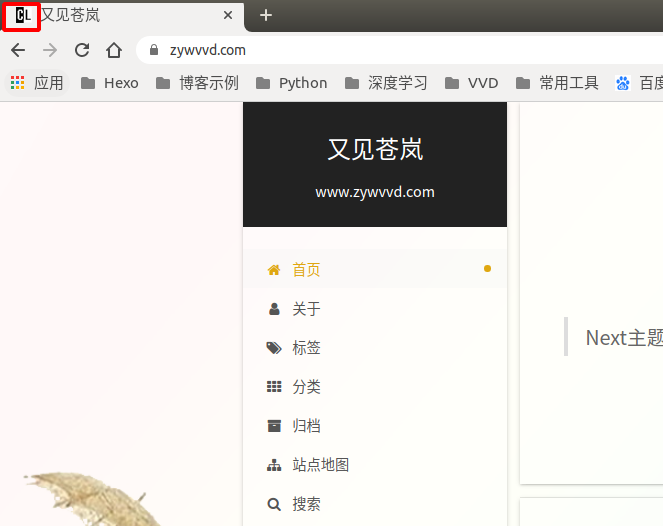 CL 又见苍岚
zywvvd.com
应用 Hexo 博客示例 Python 深度学习 VVD 常用工具 百度
又见苍岚
www.zywvvd.com
首页
关于
Next主题
标签
分类
归档
站点地图
搜索